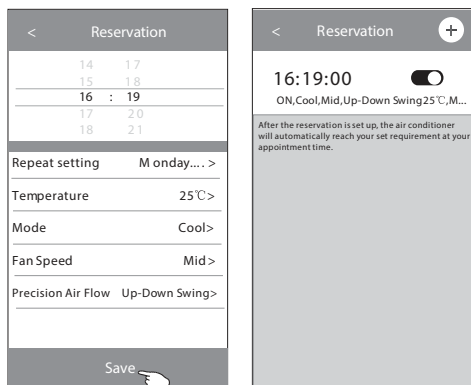 < Reservation
14 17
15 18
16 : 19
17 20
18 21
Repeat setting Monday.... >
Temperature 25℃>
Mode Cool>
Fan Speed Mid>
Precision Air Flow Up-Down Swing>
Save
< Reservation +
16:19:00
ON,Cool,Mid,Up-Down Swing25℃,M...
After the reservation is set up, the air conditioner
will automatically reach your set requirement at your
appointment time.